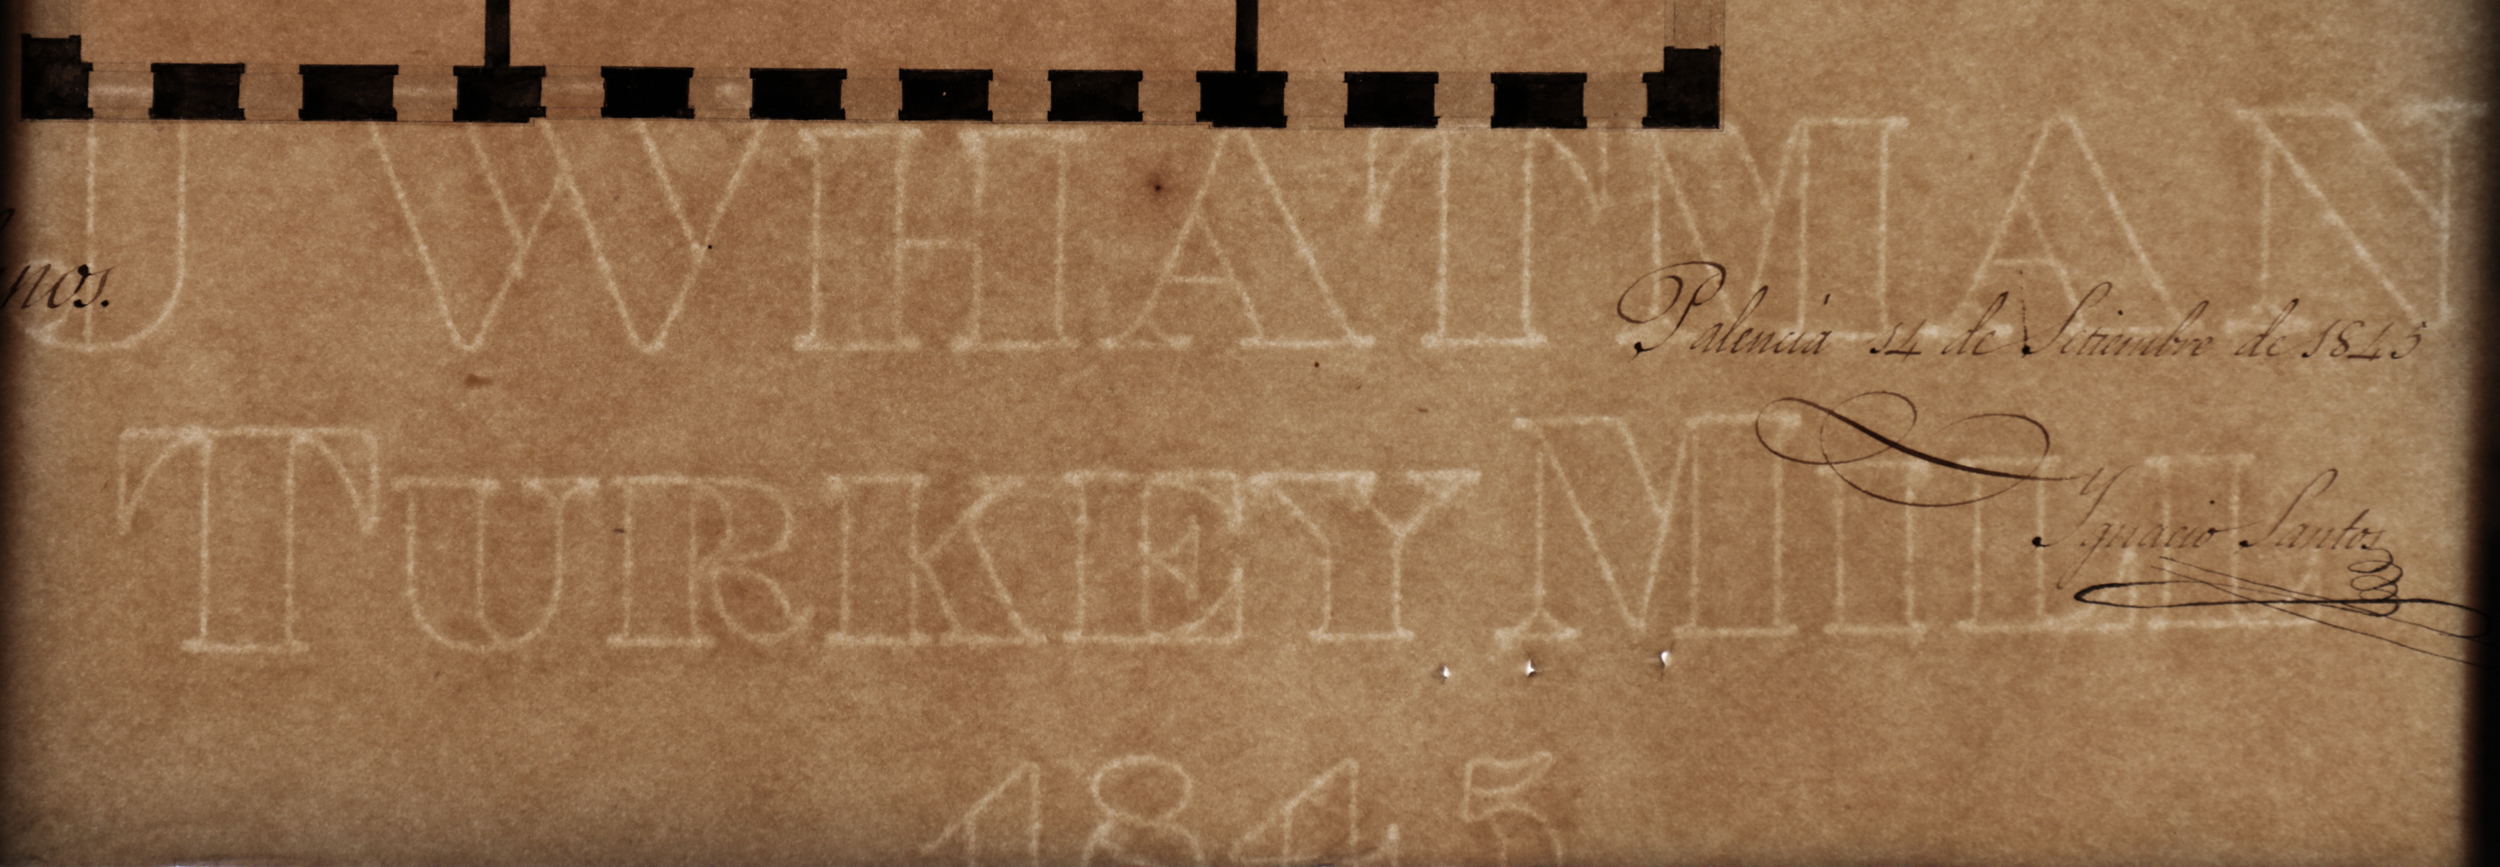 J WHATMAN
nos.
Palencia 14 de Setiembre de 1845
TURKEY MILL
Ygnacio Santos
1845